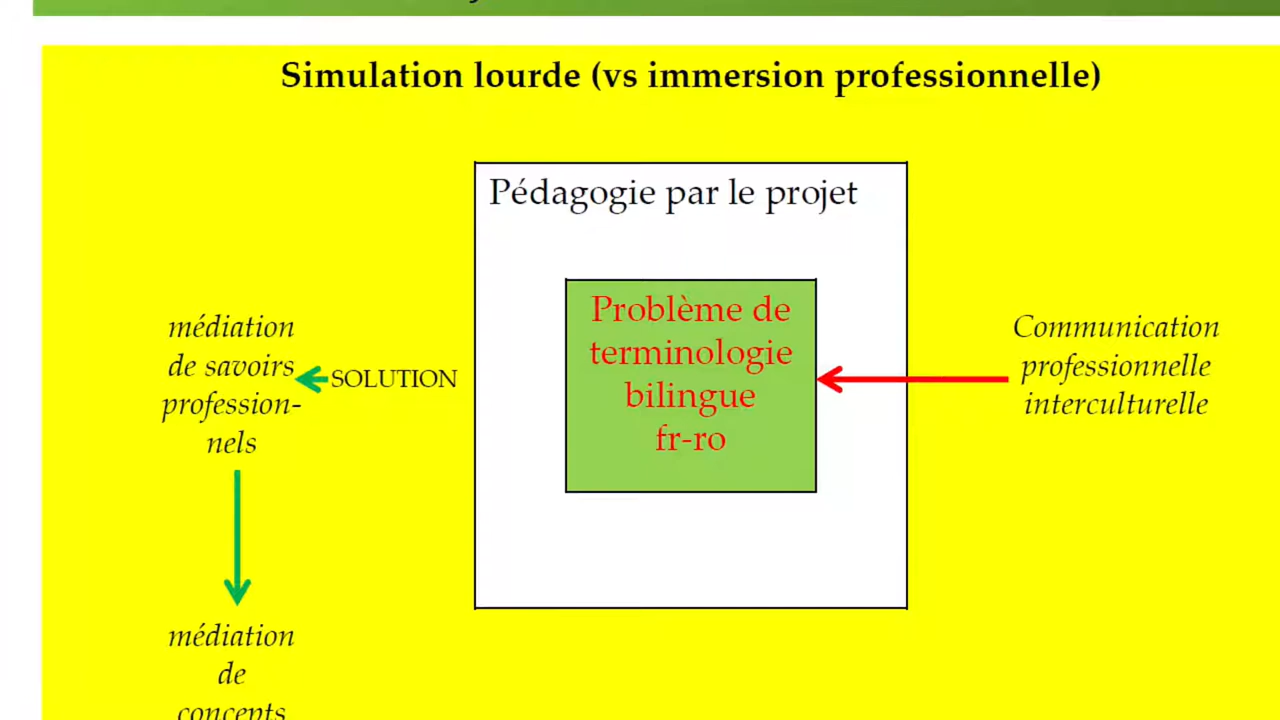 Simulation lourde (vs immersion professionnelle)
Pédagogie par le projet
Problème de
terminologie
bilingue
fr-ro
médiation
de savoirs
profession-
nels
SOLUTION
Communication
professionnelle
interculturelle
médiation
de
concepts